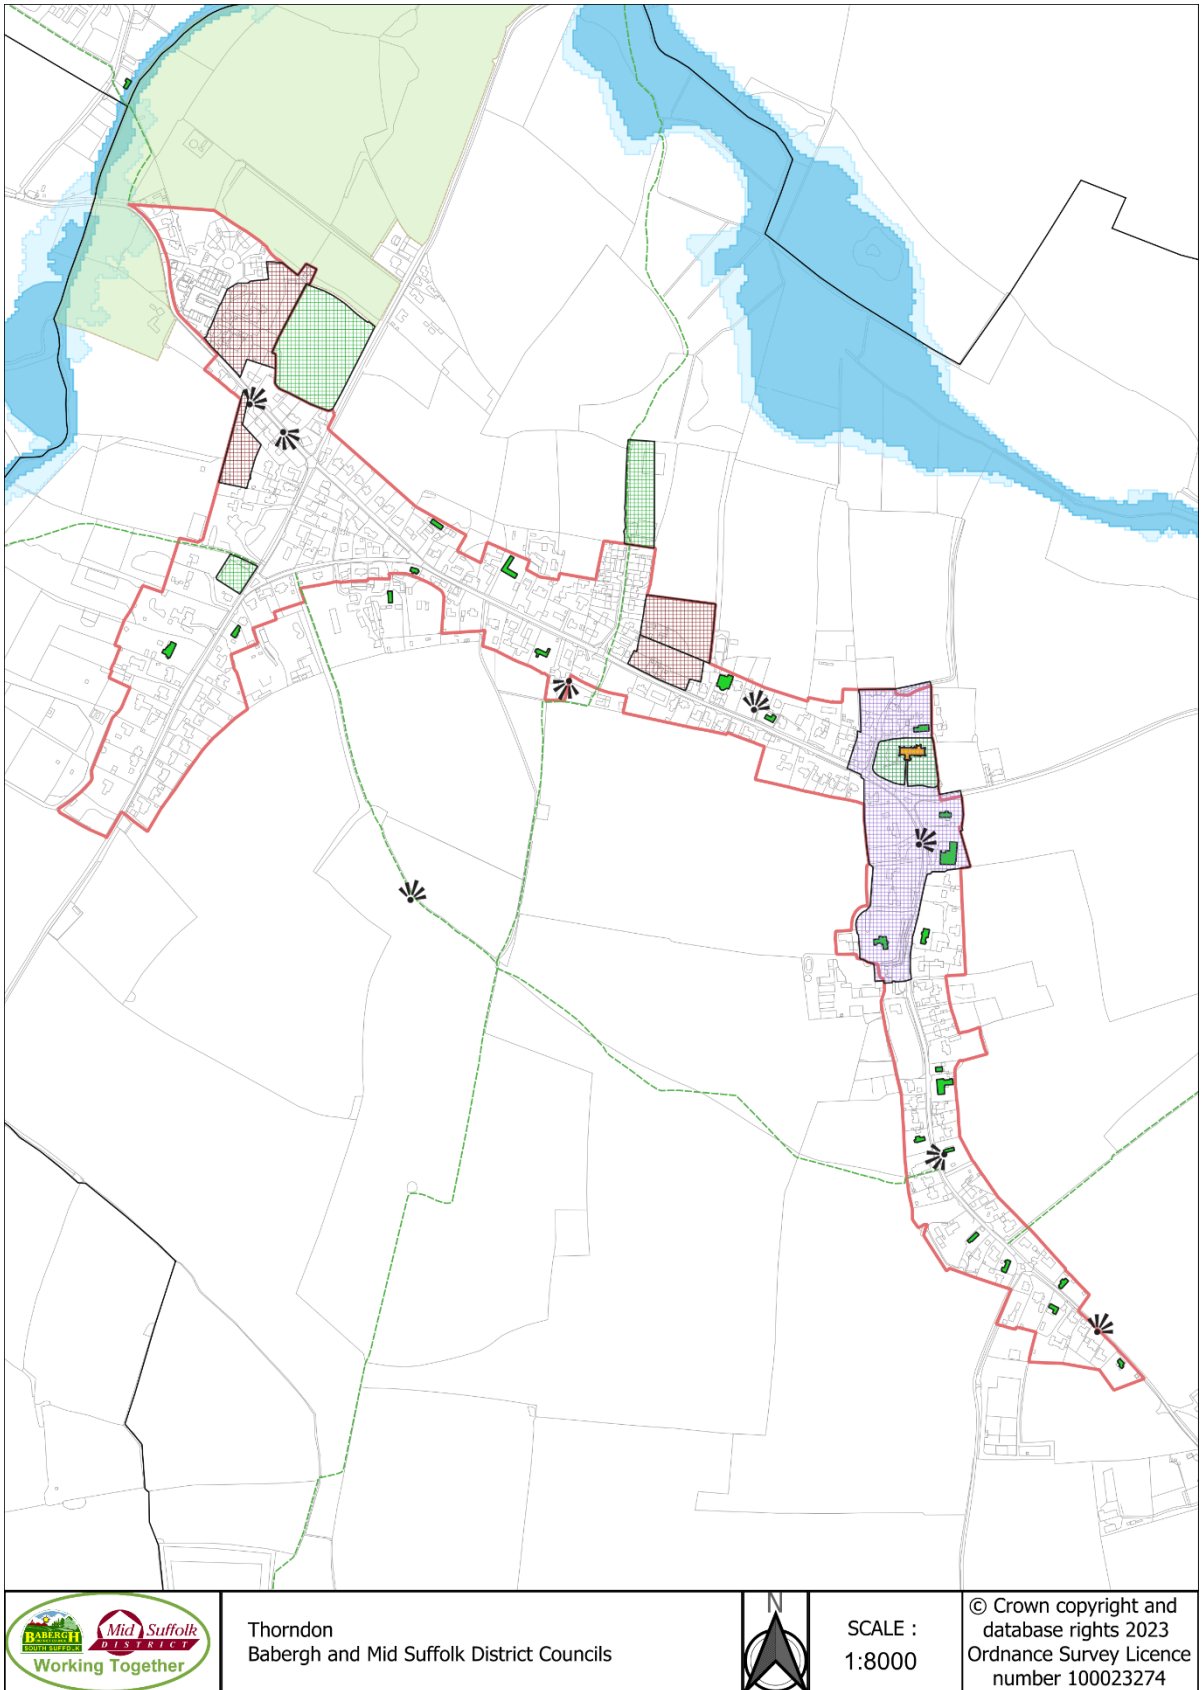 BABERGH
SOUTH SUFFOLK
Mid Suffolk
DISTRICT
Working Together
Thorndon
Babergh and Mid Suffolk District Councils
N
SCALE :
1:8000
© Crown copyright and
database rights 2023
Ordnance Survey Licence
number 100023274